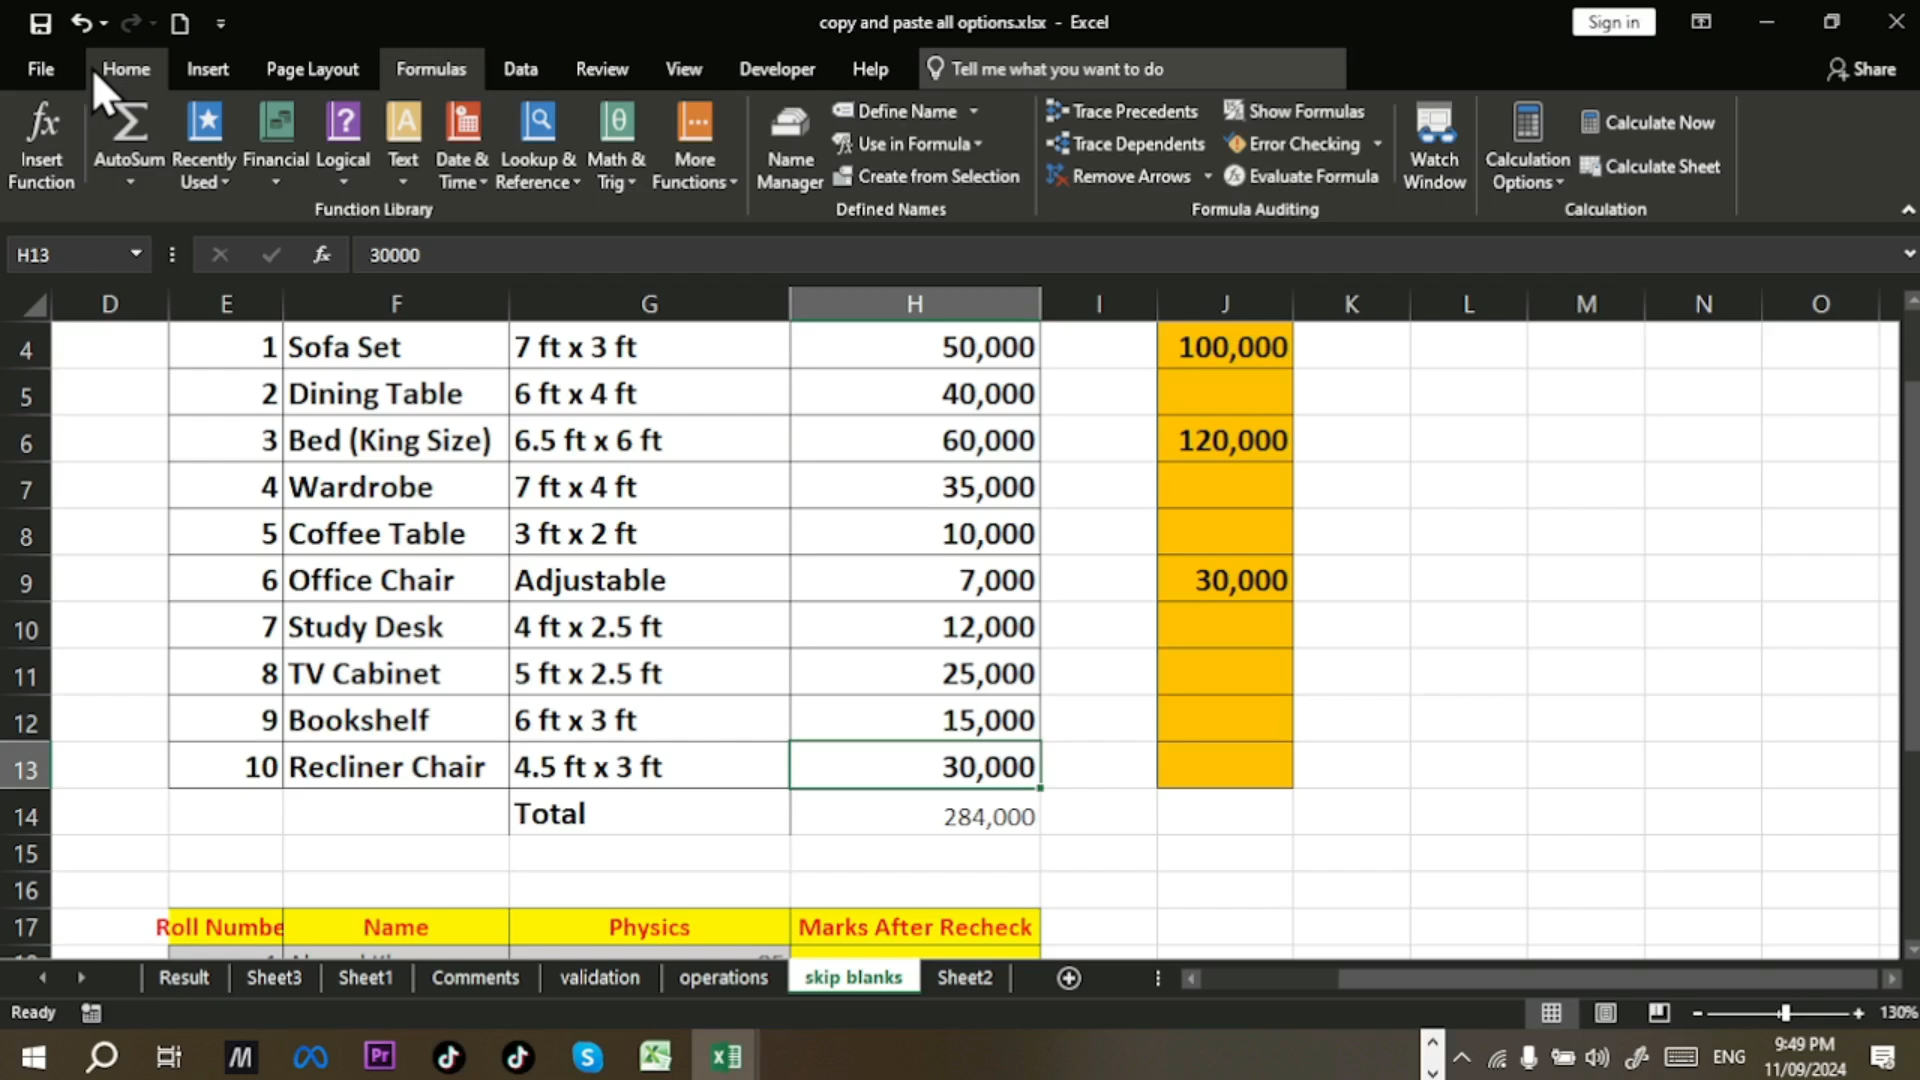 copy and paste all options.xlsx - Excel
Sign in
File Home Insert Page Layout Formulas Data Review View Developer Help Tell me what you want to do Share
Insert Function
AutoSum
Recently Used
Financial
Logical
Text
Date & Time
Lookup & Reference
Math & Trig
More Functions
Function Library
Name Manager
Define Name
Use in Formula
Create from Selection
Defined Names
Trace Precedents
Trace Dependents
Remove Arrows
Show Formulas
Error Checking
Evaluate Formula
Formula Auditing
Watch Window
Calculation Options
Calculate Now
Calculate Sheet
Calculation
H13 fx 30000
D E F G H I J K L M N O
4 1 Sofa Set 7 ft x 3 ft 50,000 100,000
5 2 Dining Table 6 ft x 4 ft 40,000
6 3 Bed (King Size) 6.5 ft x 6 ft 60,000 120,000
7 4 Wardrobe 7 ft x 4 ft 35,000
8 5 Coffee Table 3 ft x 2 ft 10,000
9 6 Office Chair Adjustable 7,000 30,000
10 7 Study Desk 4 ft x 2.5 ft 12,000
11 8 TV Cabinet 5 ft x 2.5 ft 25,000
12 9 Bookshelf 6 ft x 3 ft 15,000
13 10 Recliner Chair 4.5 ft x 3 ft 30,000
14 Total 284,000
15
16
17 Roll Numbe Name Physics Marks After Recheck
Result Sheet3 Sheet1 Comments validation operations skip blanks Sheet2
Ready 130%
ENG 9:49 PM
11/09/2024